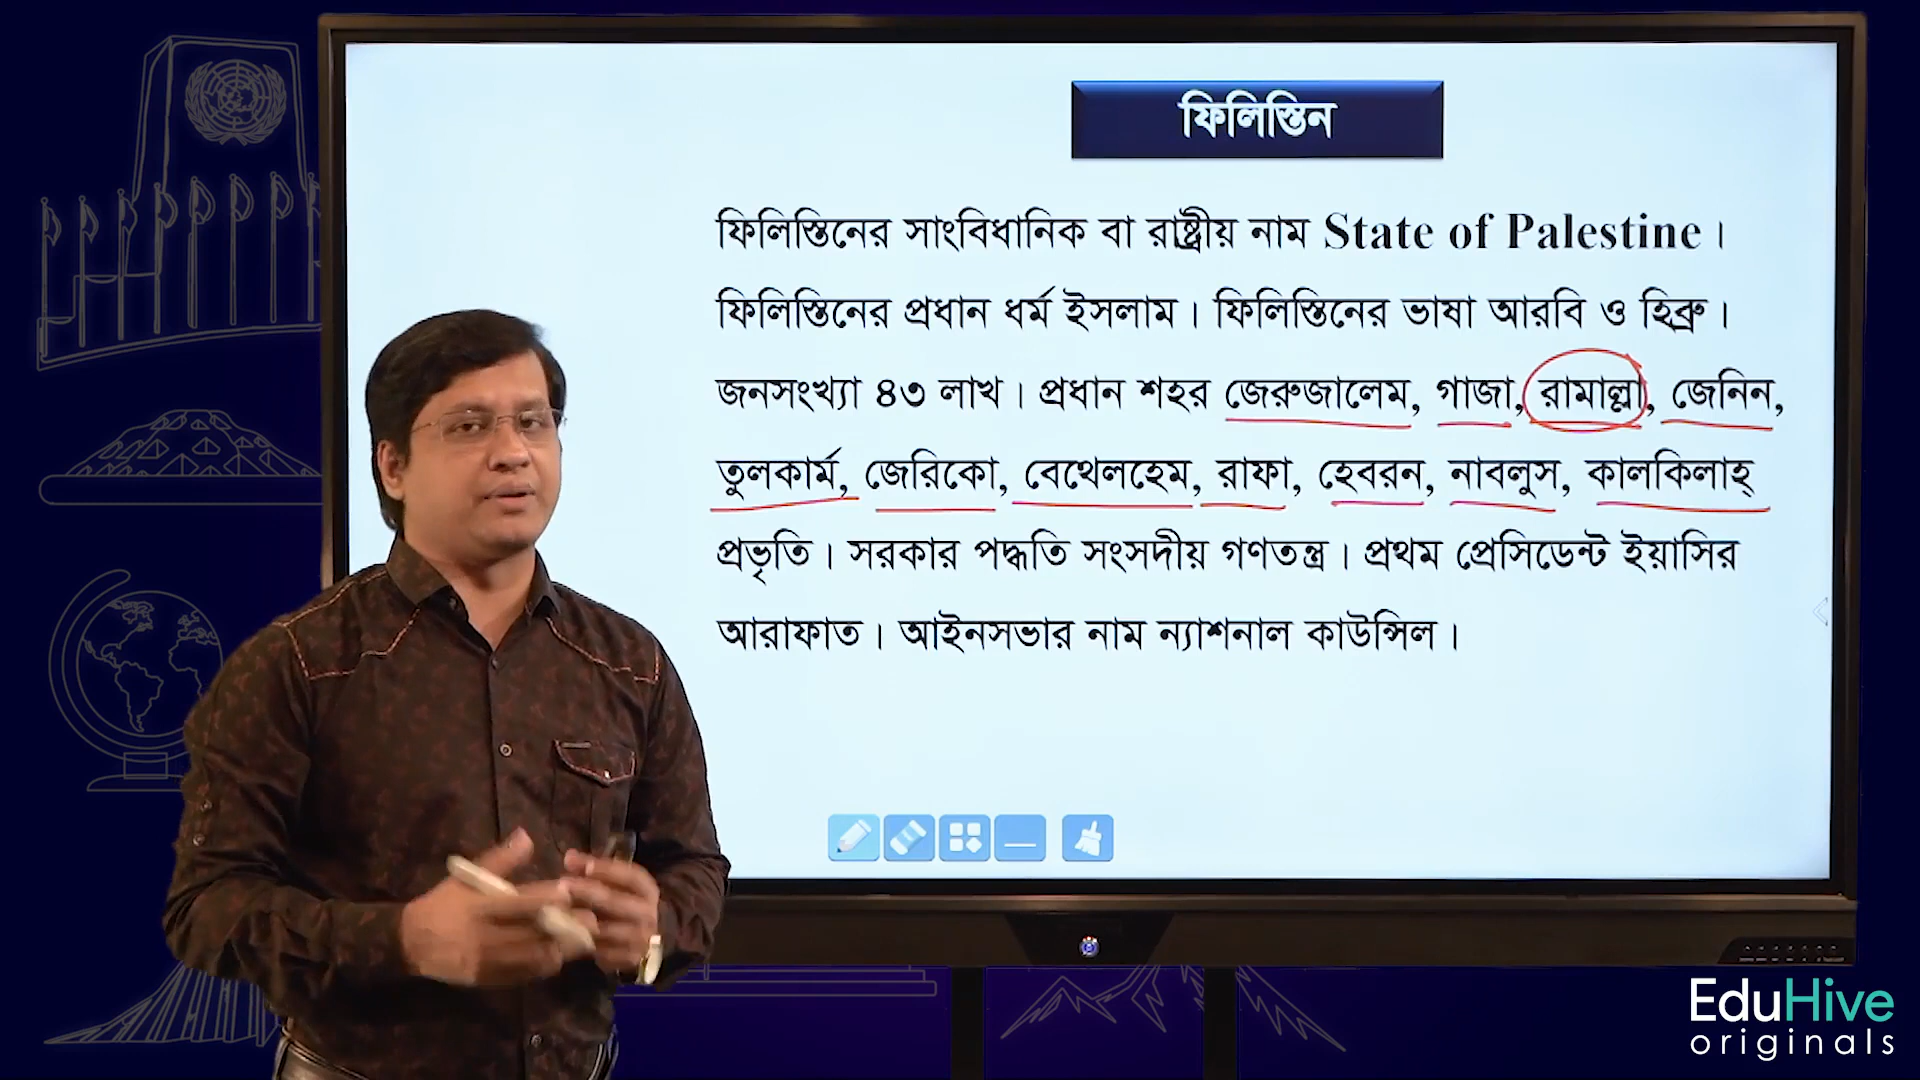 ফিলিস্তিন
ফিলিস্তিনের সাংবিধানিক বা রাষ্ট্রীয় নাম State of Palestine।
ফিলিস্তিনের প্রধান ধর্ম ইসলাম। ফিলিস্তিনের ভাষা আরবি ও হিব্রু।
জনসংখ্যা ৪৩ লাখ। প্রধান শহর জেরুজালেম, গাজা, রামাল্লা, জেনিন,
তুলকার্ম, জেরিকো, বেথেলহেম, রাফা, হেবরন, নাবলুস, কালকিলাহ্
প্রভৃতি। সরকার পদ্ধতি সংসদীয় গণতন্ত্র। প্রথম প্রেসিডেন্ট ইয়াসির
আরাফাত। আইনসভার নাম ন্যাশনাল কাউন্সিল।
EduHive
originals